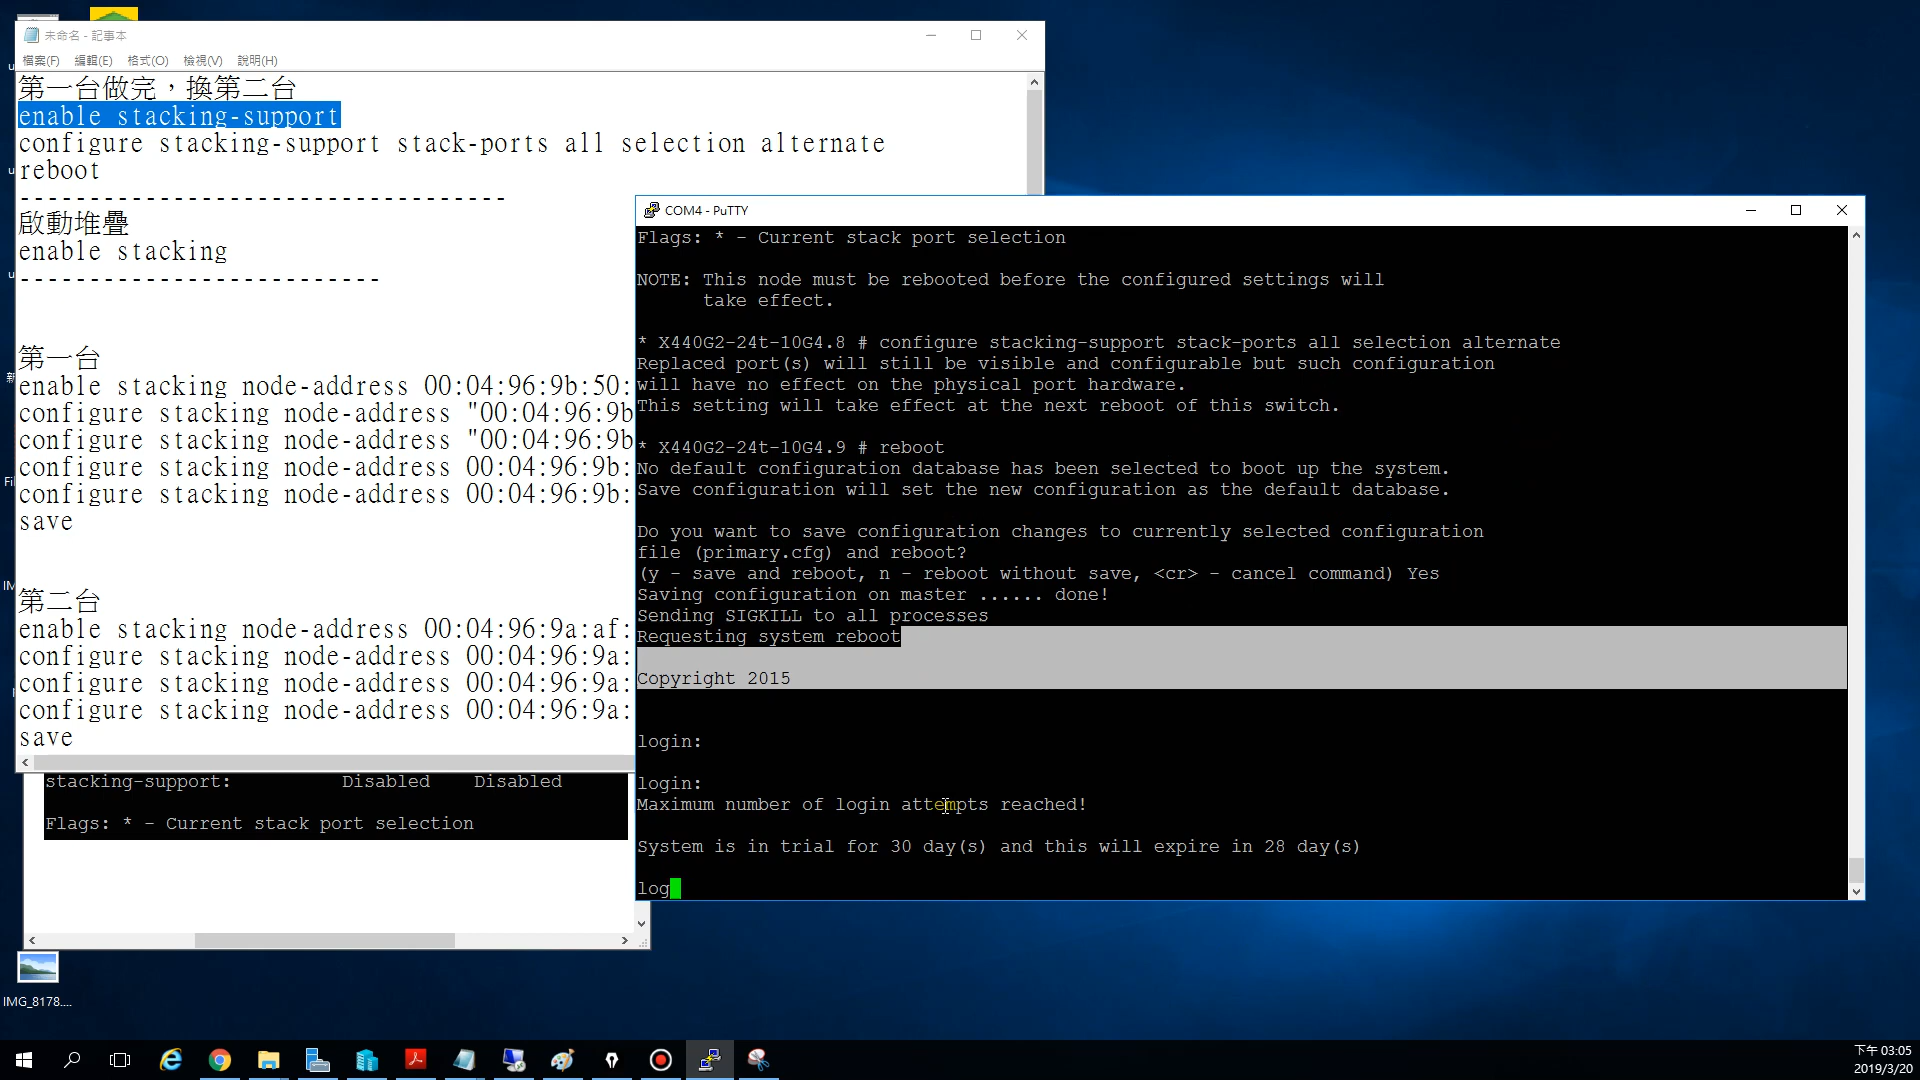 未命名 - 記事本
檔案(F) 編輯(E) 格式(O) 檢視(V) 說明(H)
第一台做完，換第二台
enable stacking-support
configure stacking-support stack-ports all selection alternate
reboot
-----------------------------------
啟動堆疊
enable stacking
--------------------------
第一台
enable stacking node-address 00:04:96:9b:50:
configure stacking node-address "00:04:96:9b
configure stacking node-address "00:04:96:9b
configure stacking node-address 00:04:96:9b:
configure stacking node-address 00:04:96:9b:
save
第二台
enable stacking node-address 00:04:96:9a:af:
configure stacking node-address 00:04:96:9a:
configure stacking node-address 00:04:96:9a:
configure stacking node-address 00:04:96:9a:
save
stacking-support: Disabled Disabled
Flags: * - Current stack port selection
COM4 - PuTTY
Flags: * - Current stack port selection
NOTE: This node must be rebooted before the configured settings will
take effect.
* X440G2-24t-10G4.8 # configure stacking-support stack-ports all selection alternate
Replaced port(s) will still be visible and configurable but such configuration
will have no effect on the physical port hardware.
This setting will take effect at the next reboot of this switch.
* X440G2-24t-10G4.9 # reboot
No default configuration database has been selected to boot up the system.
Save configuration will set the new configuration as the default database.
Do you want to save configuration changes to currently selected configuration
file (primary.cfg) and reboot?
(y - save and reboot, n - reboot without save, <cr> - cancel command) Yes
Saving configuration on master ...... done!
Sending SIGKILL to all processes
Requesting system reboot
Copyright 2015
login:
login:
Maximum number of login attempts reached!
System is in trial for 30 day(s) and this will expire in 28 day(s)
log
IMG_8178....
下午 03:05
2019/3/20